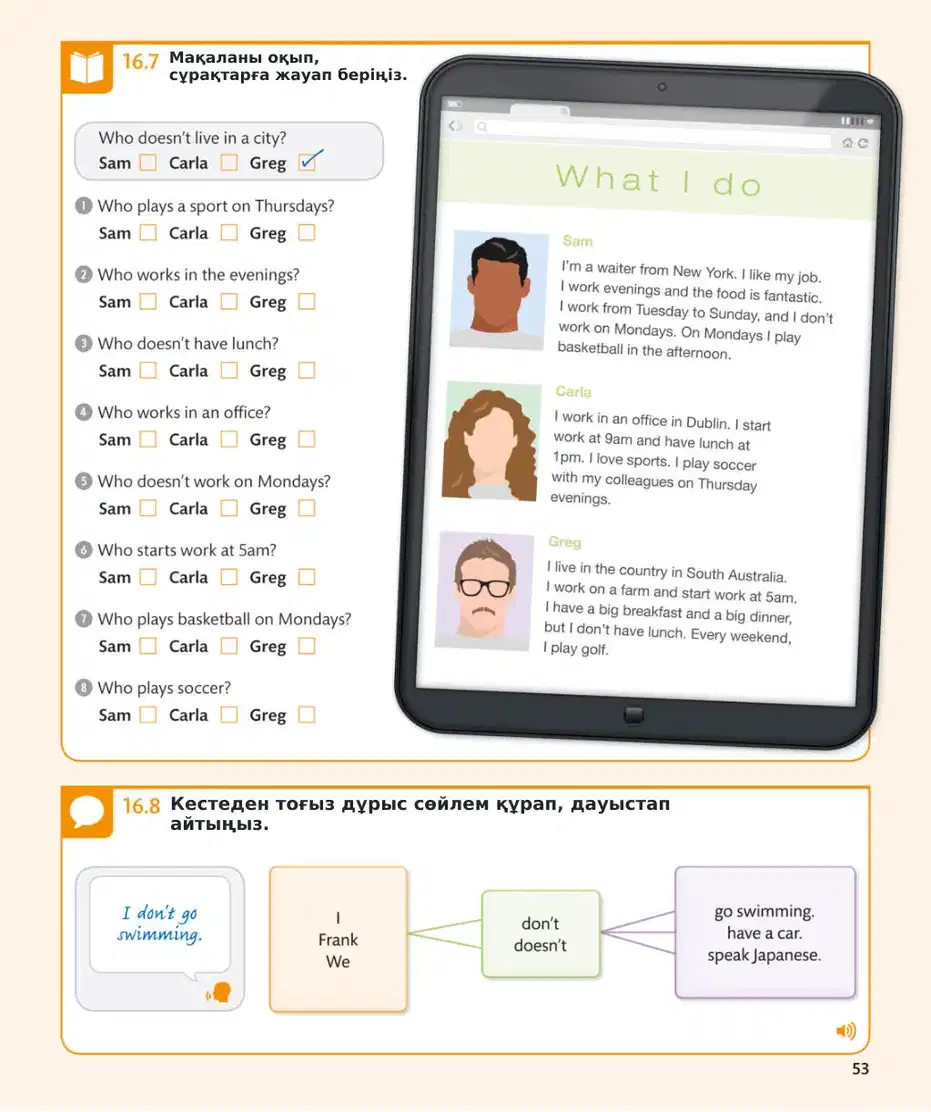 16.7 Мақаланы оқып,
сұрақтарға жауап беріңіз.
Who doesn't live in a city?
Sam Carla Greg
1 Who plays a sport on Thursdays?
Sam Carla Greg
2 Who works in the evenings?
Sam Carla Greg
3 Who doesn't have lunch?
Sam Carla Greg
4 Who works in an office?
Sam Carla Greg
5 Who doesn't work on Mondays?
Sam Carla Greg
6 Who starts work at 5am?
Sam Carla Greg
7 Who plays basketball on Mondays?
Sam Carla Greg
8 Who plays soccer?
Sam Carla Greg
What I do
Sam
I'm a waiter from New York. I like my job.
I work evenings and the food is fantastic.
I work from Tuesday to Sunday, and I don't
work on Mondays. On Mondays I play
basketball in the afternoon.
Carla
I work in an office in Dublin. I start
work at 9am and have lunch at
1pm. I love sports. I play soccer
with my colleagues on Thursday
evenings.
Greg
I live in the country in South Australia.
I work on a farm and start work at 5am.
I have a big breakfast and a big dinner,
but I don't have lunch. Every weekend,
I play golf.
16.8 Кестеден тоғыз дұрыс сөйлем құрап, дауыстап
айтыңыз.
I don't go
swimming.
I
Frank
We
don't
doesn't
go swimming.
have a car.
speak Japanese.
53